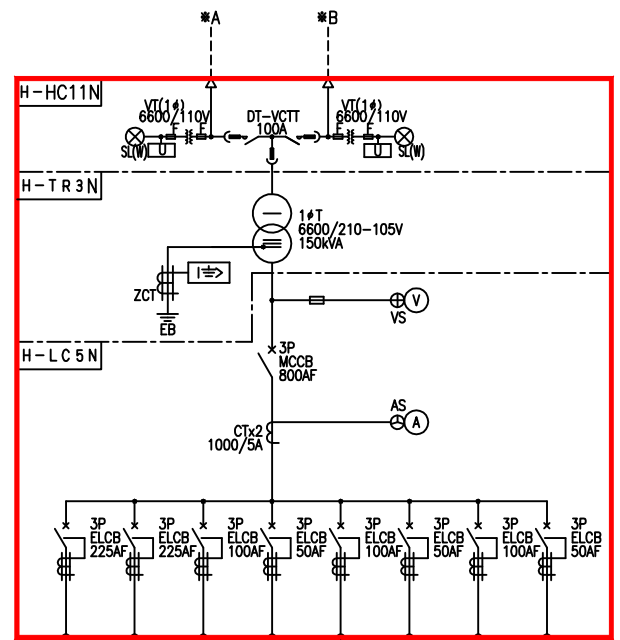 ※A
※B
H-HC11N
VT(1φ)
6600/110V
F F
DT-VCTT
100A
VT(1φ)
6600/110V
F F
SL(W)
U
U
SL(W)
H-TR3N
1φT
6600/210-105V
150kVA
ZCT
EB
V
VS
H-LC5N
3P
MCCB
800AF
AS
A
CTx2
1000/5A
3P
ELCB
225AF
3P
ELCB
225AF
3P
ELCB
100AF
3P
ELCB
50AF
3P
ELCB
100AF
3P
ELCB
50AF
3P
ELCB
100AF
3P
ELCB
50AF